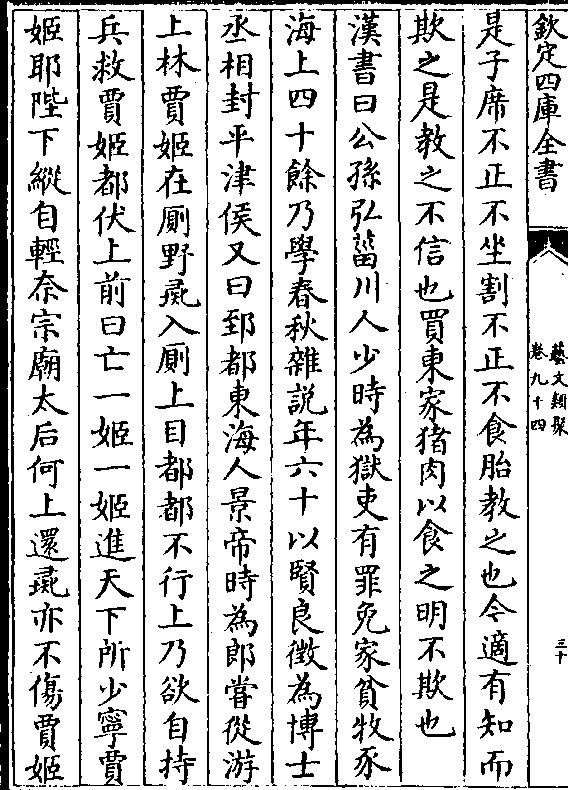 欽定四庫全書
藝文類聚
卷九十四
三十
是子席不正不坐割不正不食胎教之也今適有知而
欺之是教之不信也買東家猪肉以食之明不欺也
漢書曰公孫弘菑川人少時為獄吏有罪免家貧牧豕
海上四十餘乃學春秋雜説年六十以賢良徵為博士
丞相封平津侯又曰郅都東海人景帝時為郎嘗從游
上林賈姬在厠野彘入厠上目都都不行上乃欲自持
兵救賈姬都伏上前曰亡一姬一姬進天下所少寧賈
姬耶陛下縱自輕奈宗廟太后何上還彘亦不傷賈姬